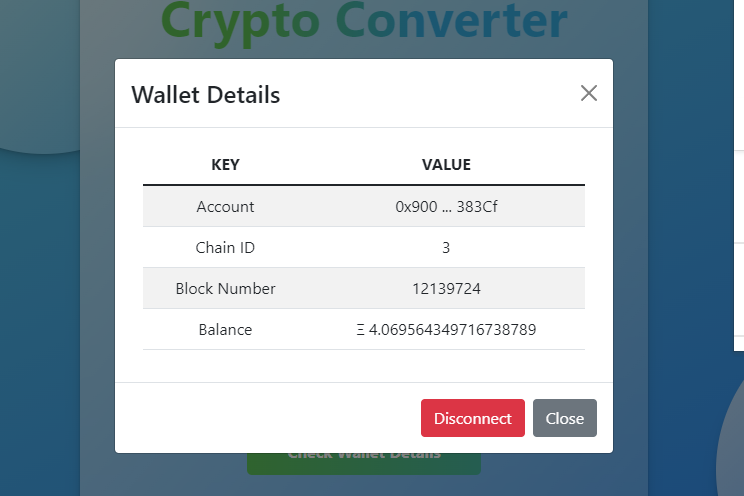 Crypto Converter
Wallet Details
KEY VALUE
Account 0x900 ... 383Cf
Chain ID 3
Block Number 12139724
Balance Ξ 4.069564349716738789
Disconnect Close
Check Wallet Details